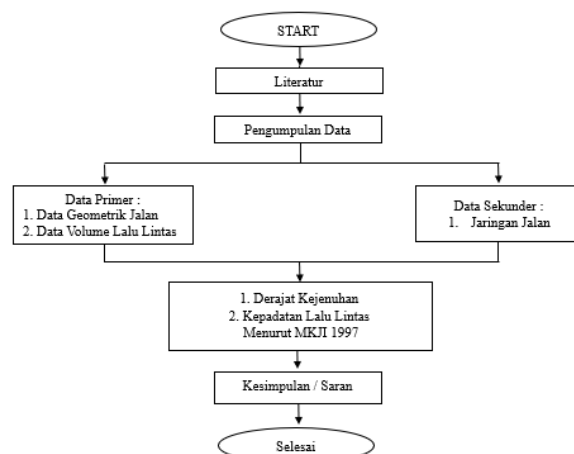 START
Literatur
Pengumpulan Data
Data Primer :
1. Data Geometrik Jalan
2. Data Volume Lalu Lintas
Data Sekunder :
1. Jaringan Jalan
1. Derajat Kejenuhan
2. Kepadatan Lalu Lintas
Menurut MKJI 1997
Kesimpulan / Saran
Selesai